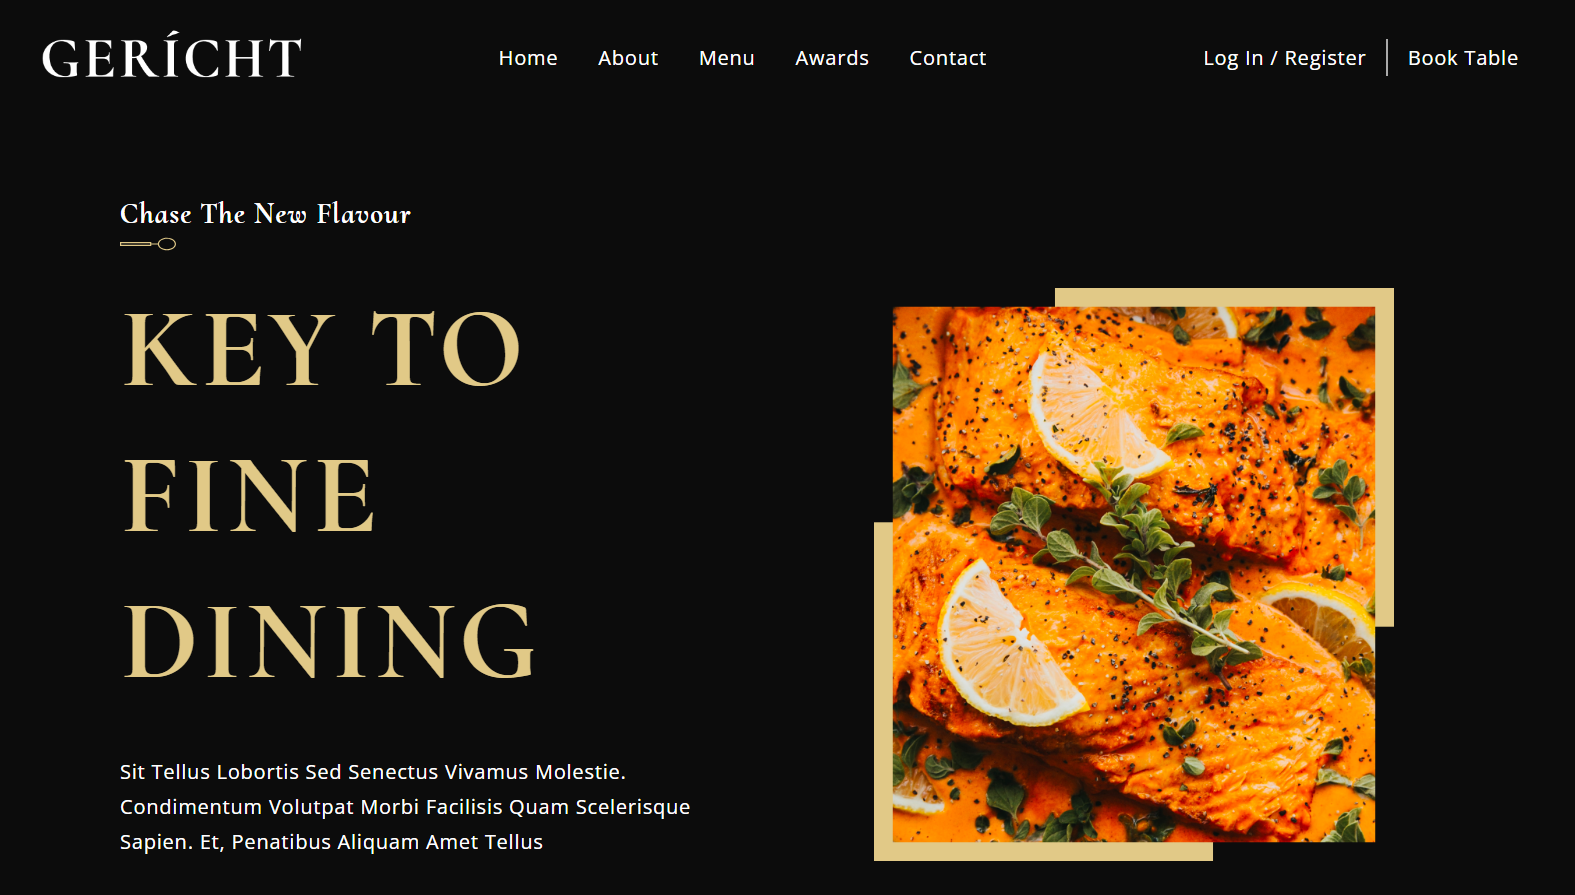 GERÍCHT
Home
About
Menu
Awards
Contact
Log In / Register
Book Table
Chase The New Flavour
KEY TO
FINE
DINING
Sit Tellus Lobortis Sed Senectus Vivamus Molestie.
Condimentum Volutpat Morbi Facilisis Quam Scelerisque
Sapien. Et, Penatibus Aliquam Amet Tellus